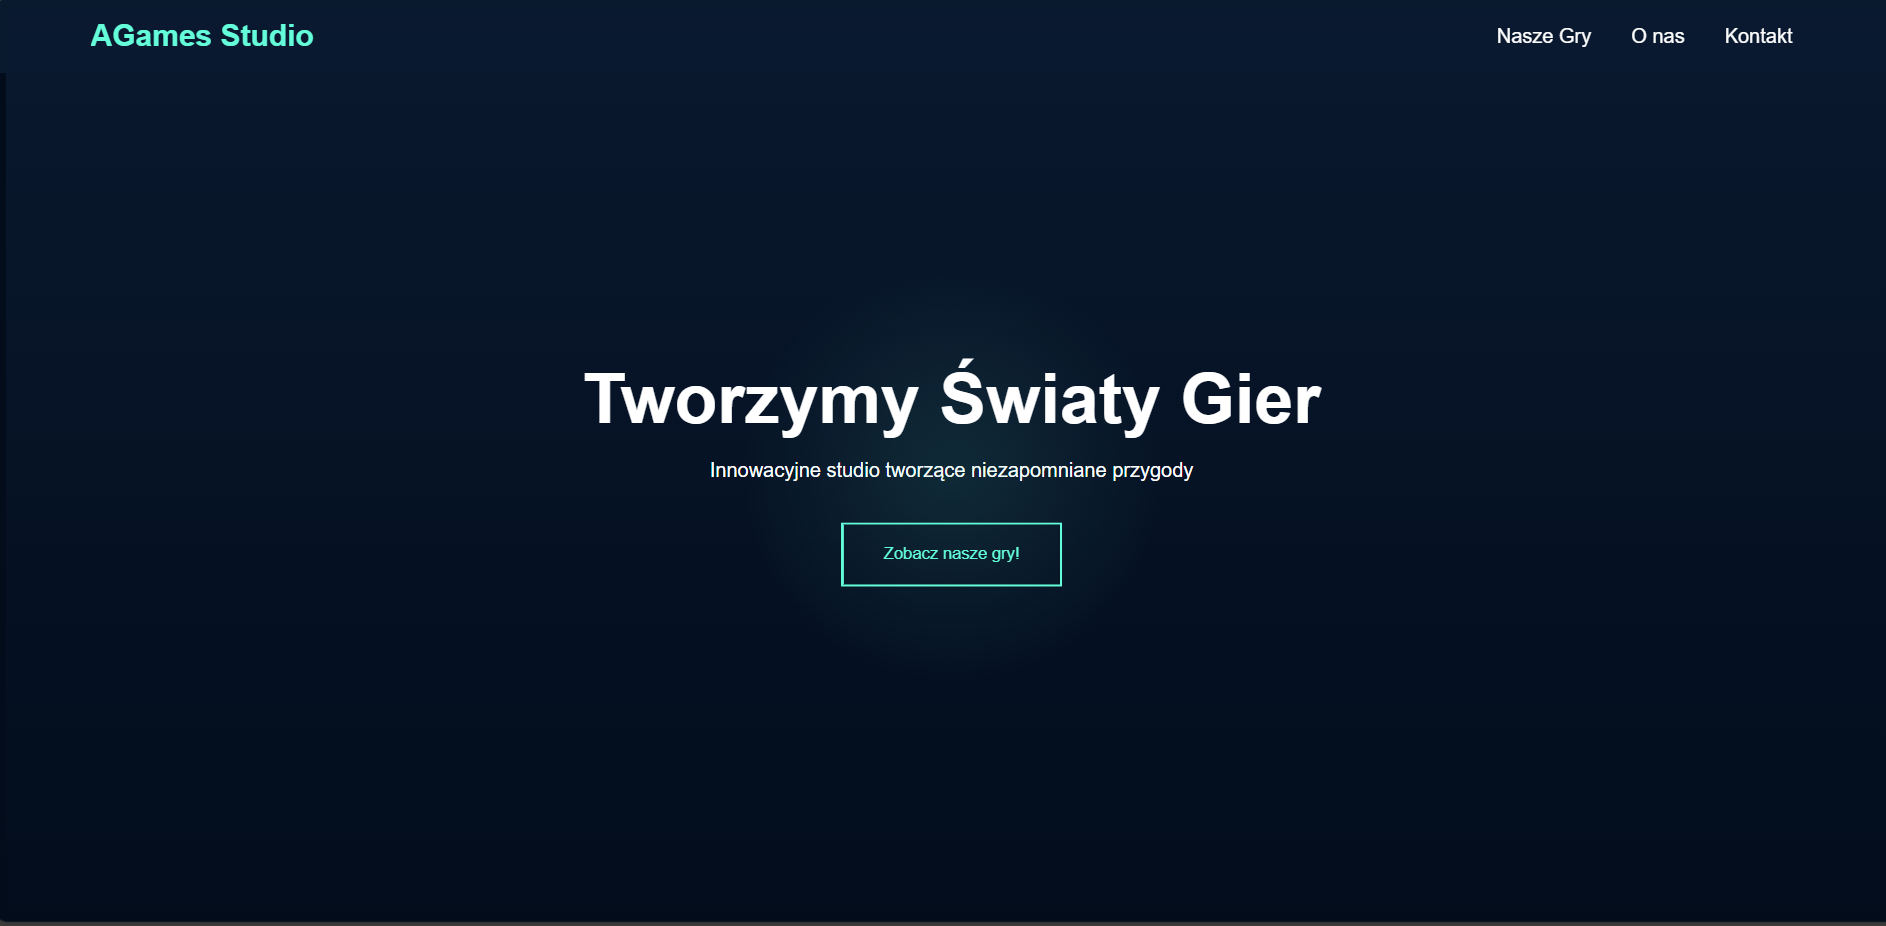 AGames Studio
Nasze Gry
O nas
Kontakt
Tworzymy Światy Gier
Innowacyjne studio tworzące niezapomniane przygody
Zobacz nasze gry!